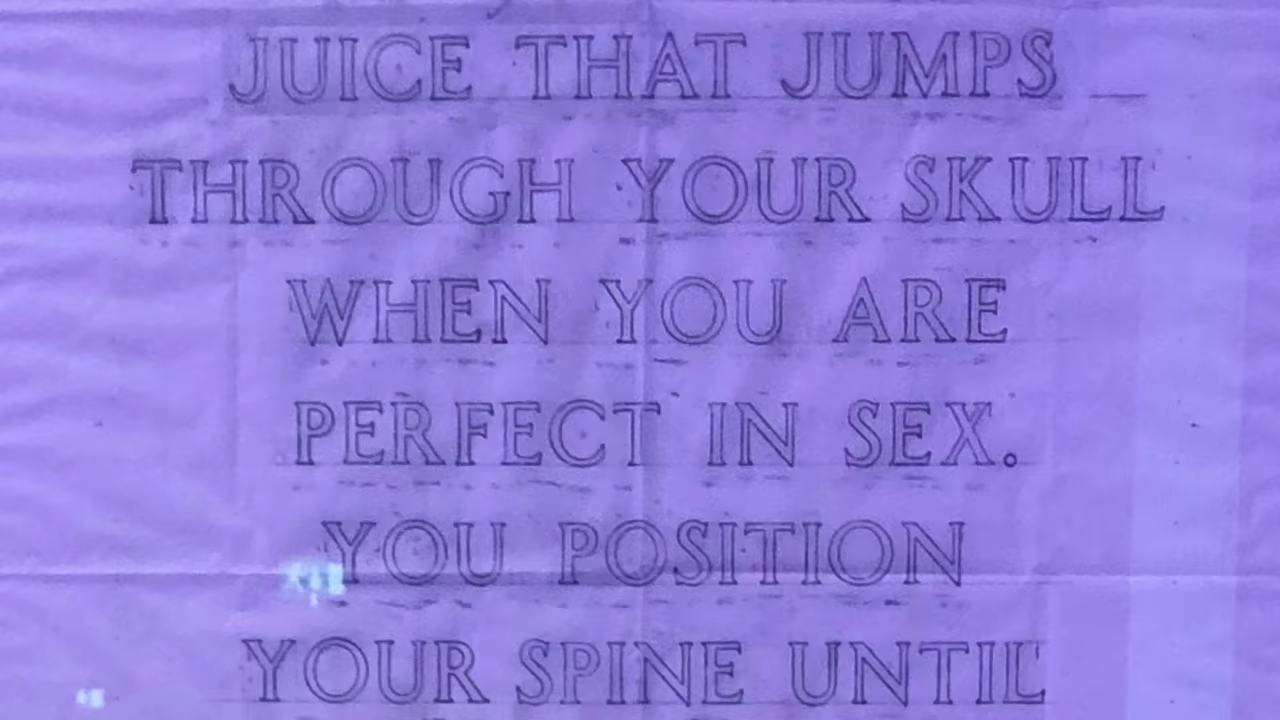 JUICE THAT JUMPS
THROUGH YOUR SKULL
WHEN YOU ARE
PERFECT IN SEX.
YOU POSITION
YOUR SPINE UNTIL